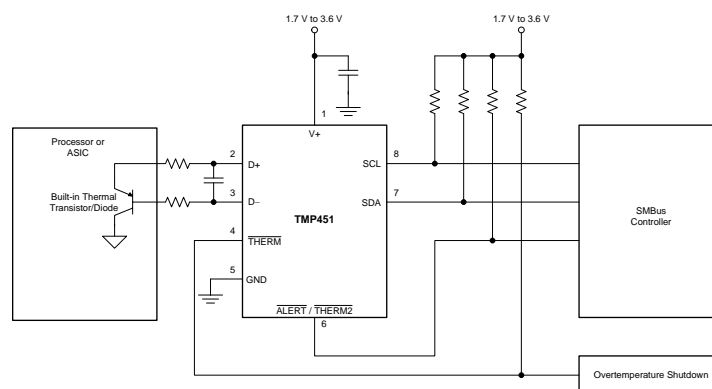 1.7 V to 3.6 V
1.7 V to 3.6 V
1
V+
Processor or
ASIC
Built-in Thermal
Transistor/Diode
2
D+
3
D−
4
THERM
5
GND
TMP451
SCL
8
SDA
7
ALERT / THERM2
6
SMBus
Controller
Overtemperature Shutdown